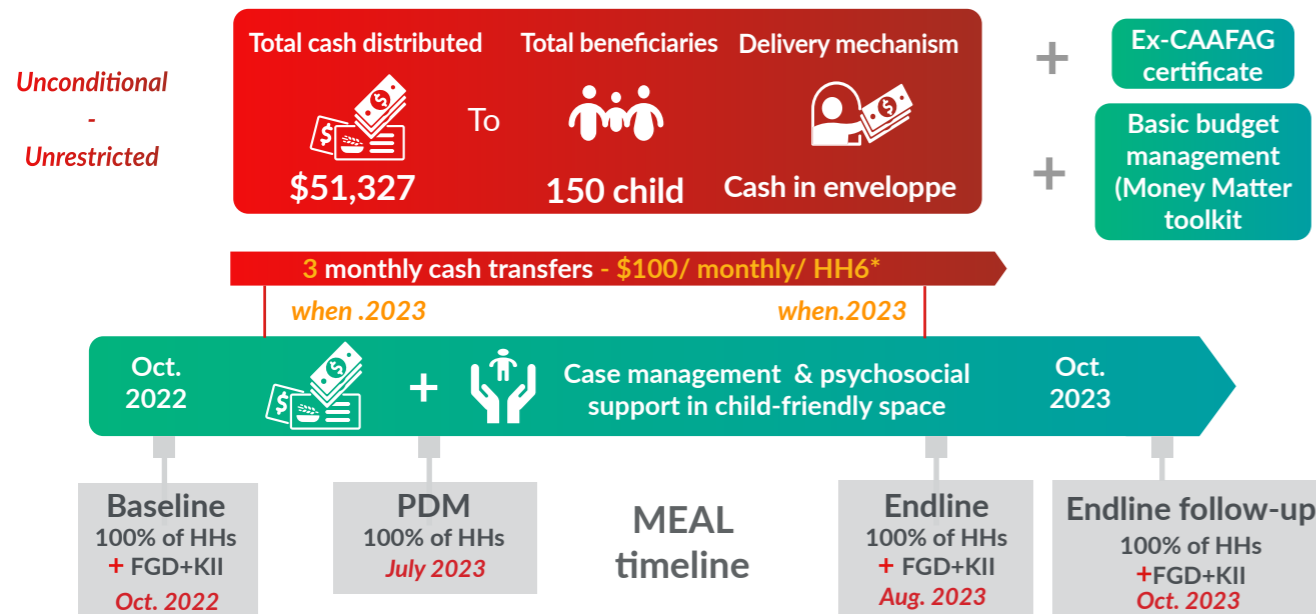 Unconditional
-
Unrestricted
Total cash distributed
To
$51,327
Total beneficiaries
150 child
Delivery mechanism
Cash in enveloppe
+
Ex-CAAFAG
certificate
+
Basic budget
management
(Money Matter
toolkit
3 monthly cash transfers - $100/ monthly/ HH6*
when .2023
when.2023
Oct.
2022
+
Case management & psychosocial
support in child-friendly space
Oct.
2023
Baseline
100% of HHs
+ FGD+KII
Oct. 2022
PDM
100% of HHs
July 2023
MEAL
timeline
Endline
100% of HHs
+ FGD+KII
Aug. 2023
Endline follow-up
100% of HHs
+FGD+KII
Oct. 2023